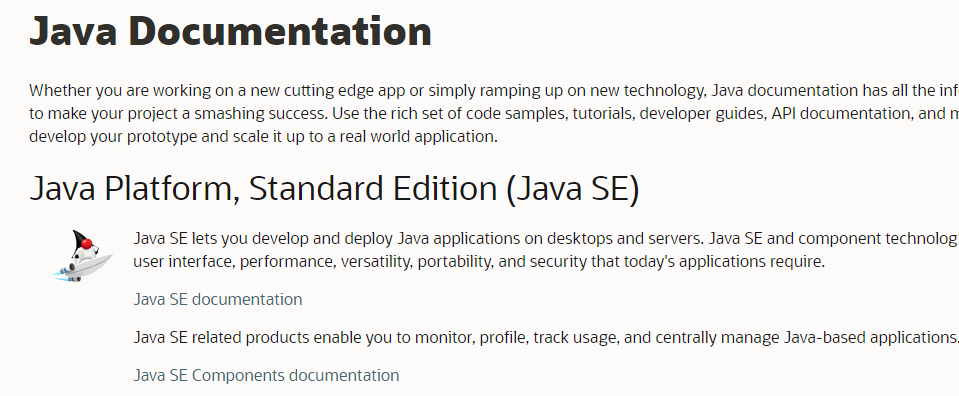 Java Documentation
Whether you are working on a new cutting edge app or simply ramping up on new technology, Java documentation has all the inf
to make your project a smashing success. Use the rich set of code samples, tutorials, developer guides, API documentation, and m
develop your prototype and scale it up to a real world application.
Java Platform, Standard Edition (Java SE)
Java SE lets you develop and deploy Java applications on desktops and servers. Java SE and component technolog
user interface, performance, versatility, portability, and security that today's applications require.
Java SE documentation
Java SE related products enable you to monitor, profile, track usage, and centrally manage Java-based applications.
Java SE Components documentation